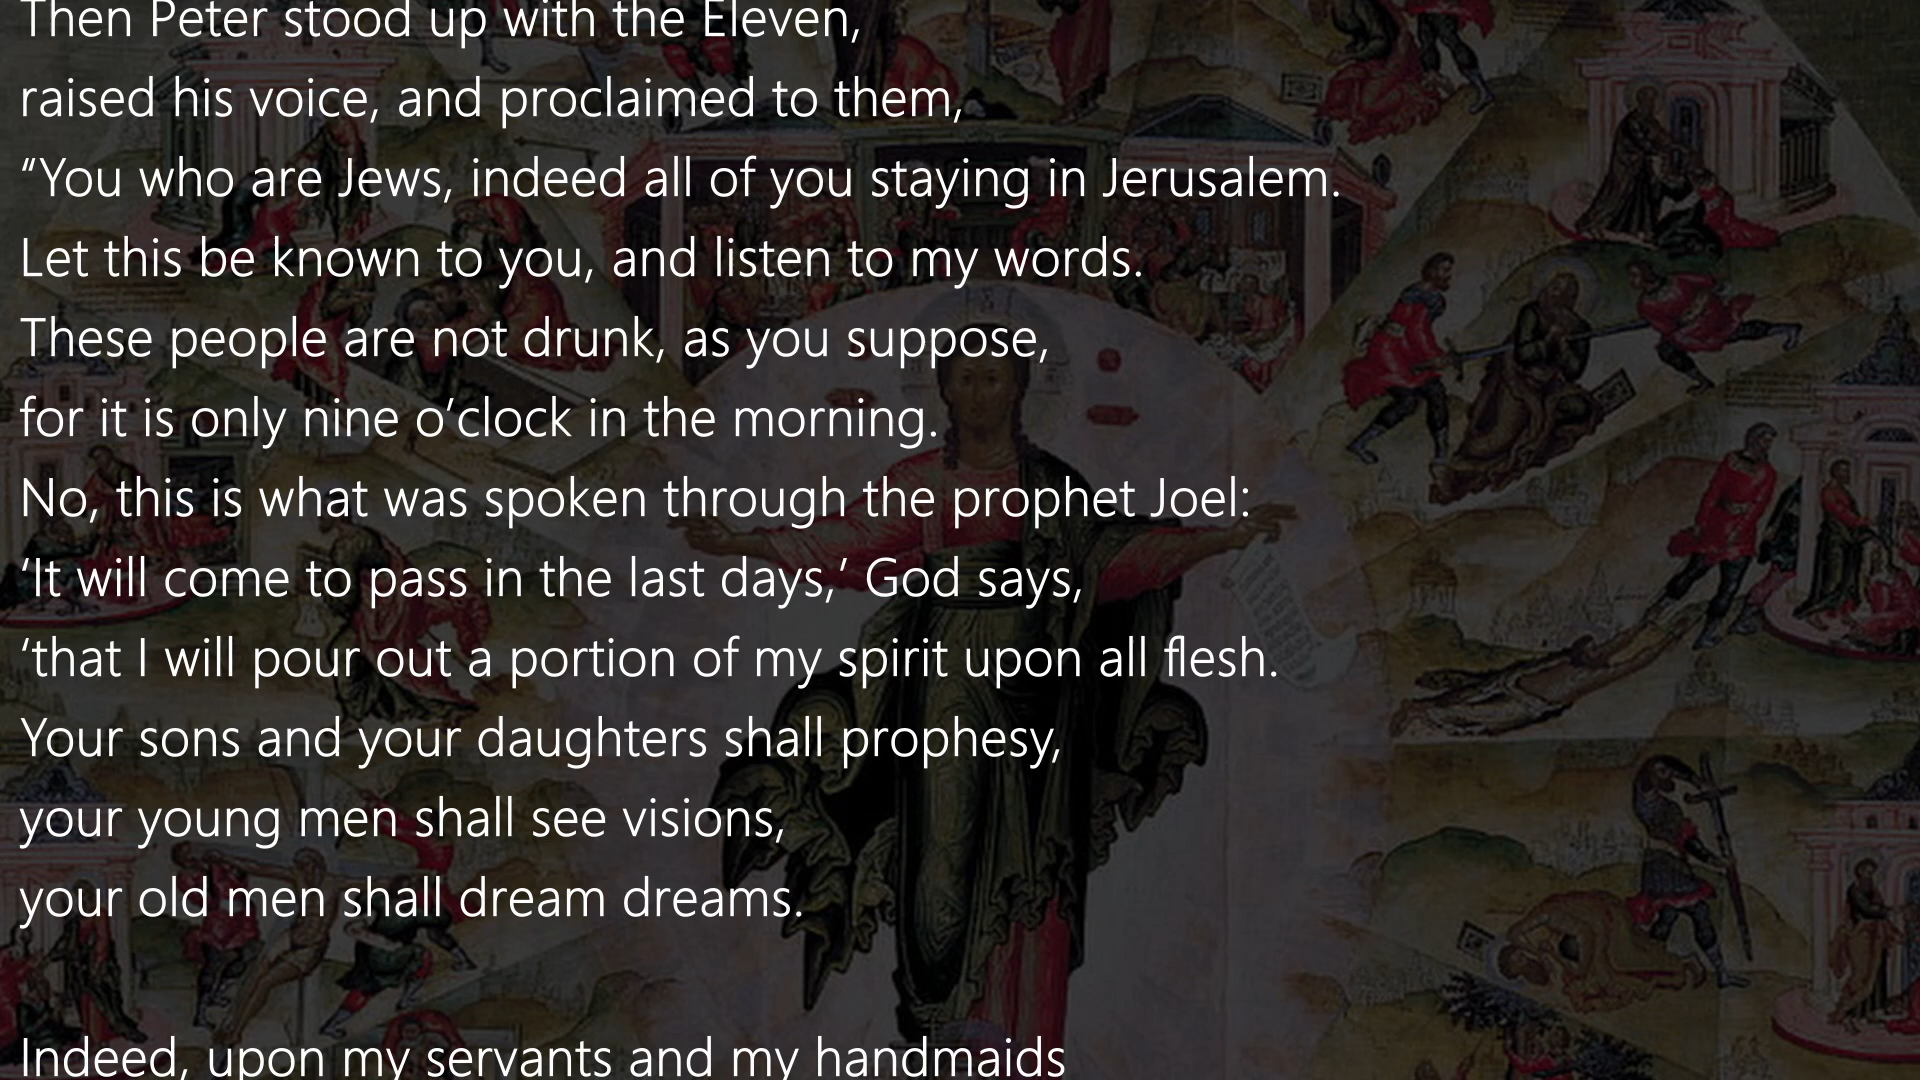 Then Peter stood up with the Eleven,
raised his voice, and proclaimed to them,
“You who are Jews, indeed all of you staying in Jerusalem.
Let this be known to you, and listen to my words.
These people are not drunk, as you suppose,
for it is only nine o’clock in the morning.
No, this is what was spoken through the prophet Joel:
‘It will come to pass in the last days,’ God says,
‘that I will pour out a portion of my spirit upon all flesh.
Your sons and your daughters shall prophesy,
your young men shall see visions,
your old men shall dream dreams.
Indeed, upon my servants and my handmaids